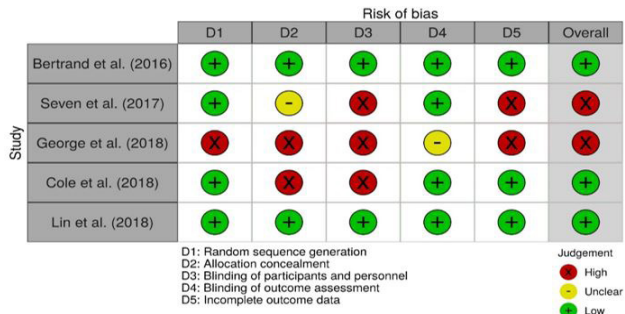 Risk of bias
D1 D2 D3 D4 D5 Overall
Bertrand et al. (2016) + + + + + +
Seven et al. (2017) + - X + X X
George et al. (2018) X X X - X X
Cole et al. (2018) + X X + + +
Lin et al. (2018) + + + + + +
Study
D1: Random sequence generation
D2: Allocation concealment
D3: Blinding of participants and personnel
D4: Blinding of outcome assessment
D5: Incomplete outcome data
Judgement
X High
- Unclear
+ Low